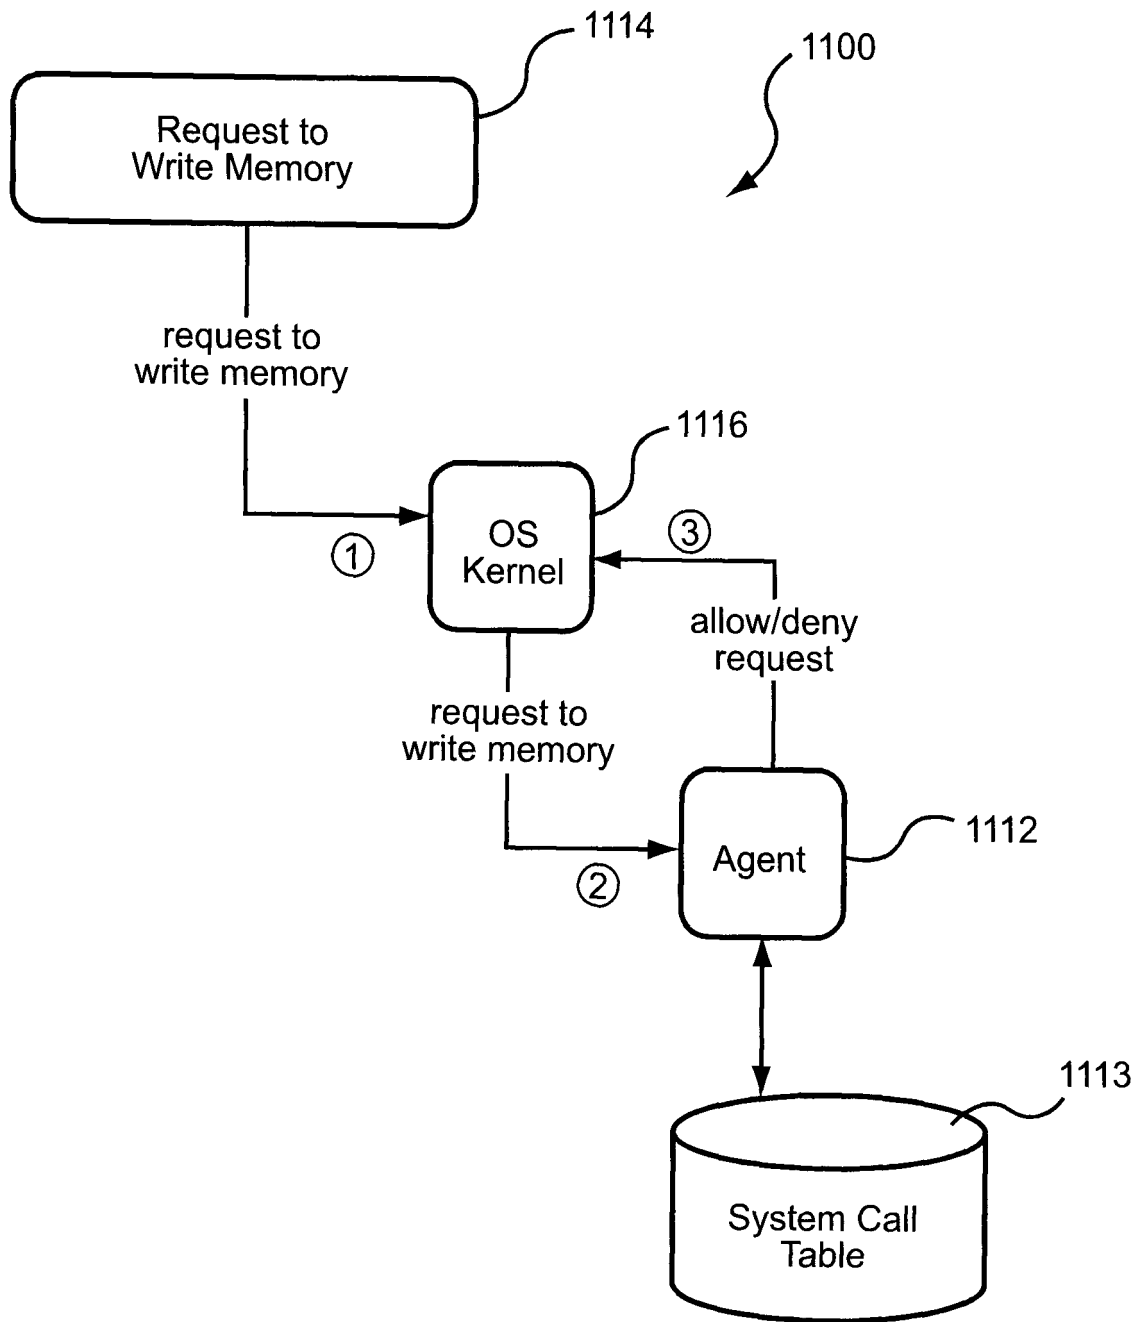 1114
1100
Request to
Write Memory
request to
write memory
1116
OS
Kernel
1
3
allow/deny
request
request to
write memory
1112
Agent
2
1113
System Call
Table